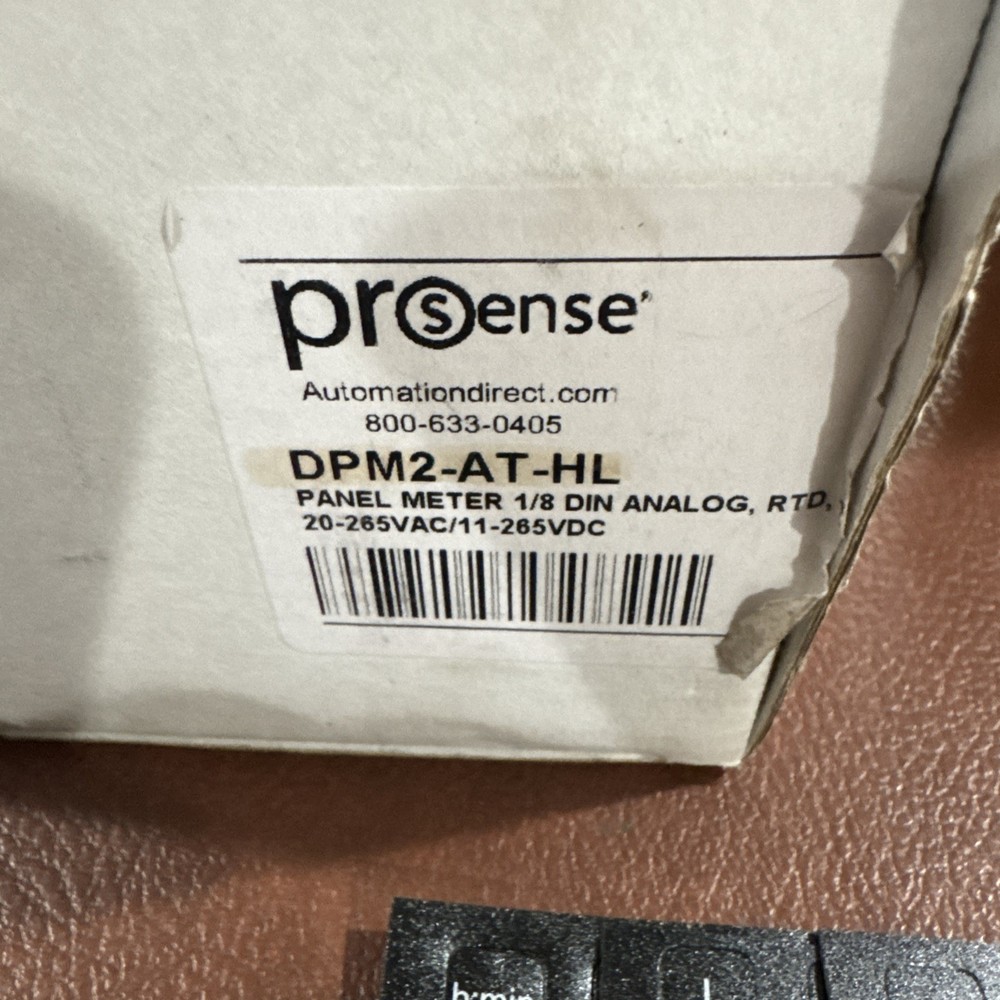 prosense®
Automationdirect.com
800-633-0405
DPM2-AT-HL
PANEL METER 1/8 DIN ANALOG, RTD,
20-265VAC/11-265VDC
h:min